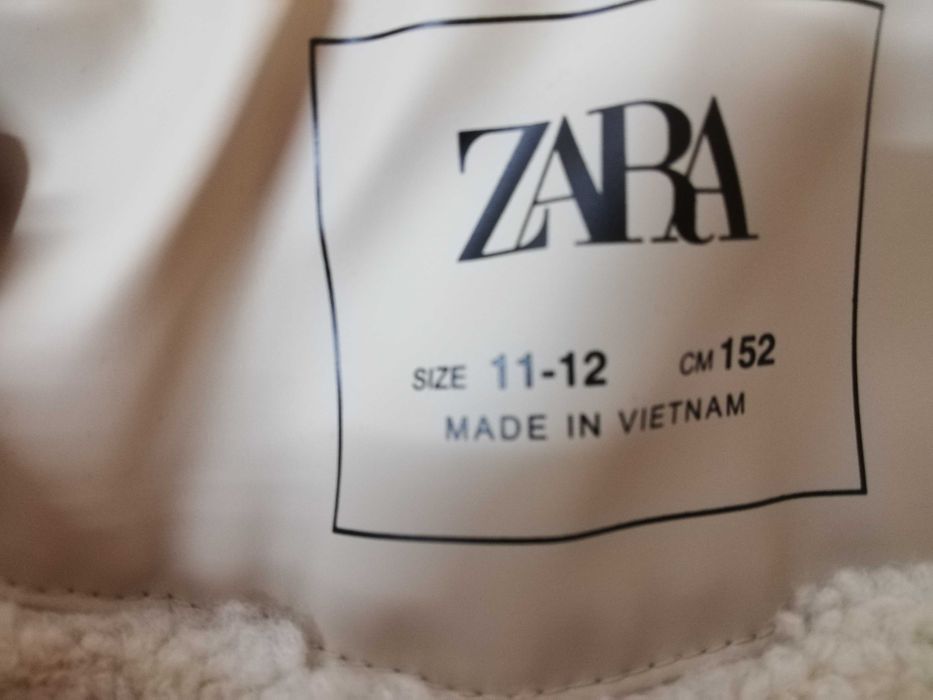 ZARA
SIZE 11-12 CM 152
MADE IN VIETNAM